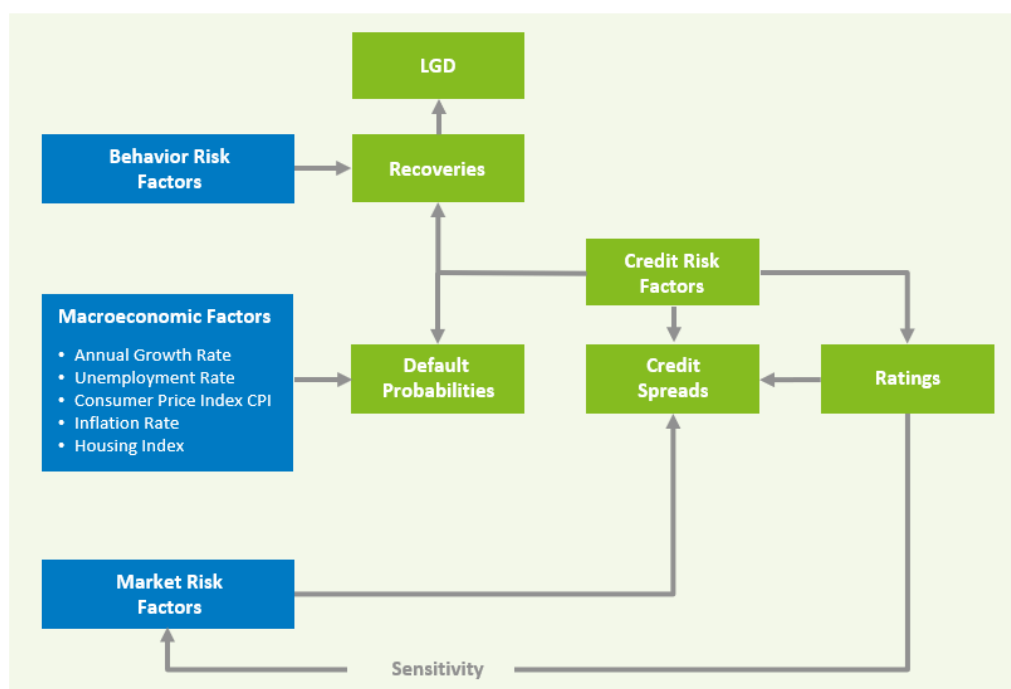 LGD
Behavior Risk
Factors
Recoveries
Credit Risk
Factors
Macroeconomic Factors
• Annual Growth Rate
• Unemployment Rate
• Consumer Price Index CPI
• Inflation Rate
• Housing Index
Default
Probabilities
Credit
Spreads
Ratings
Market Risk
Factors
Sensitivity